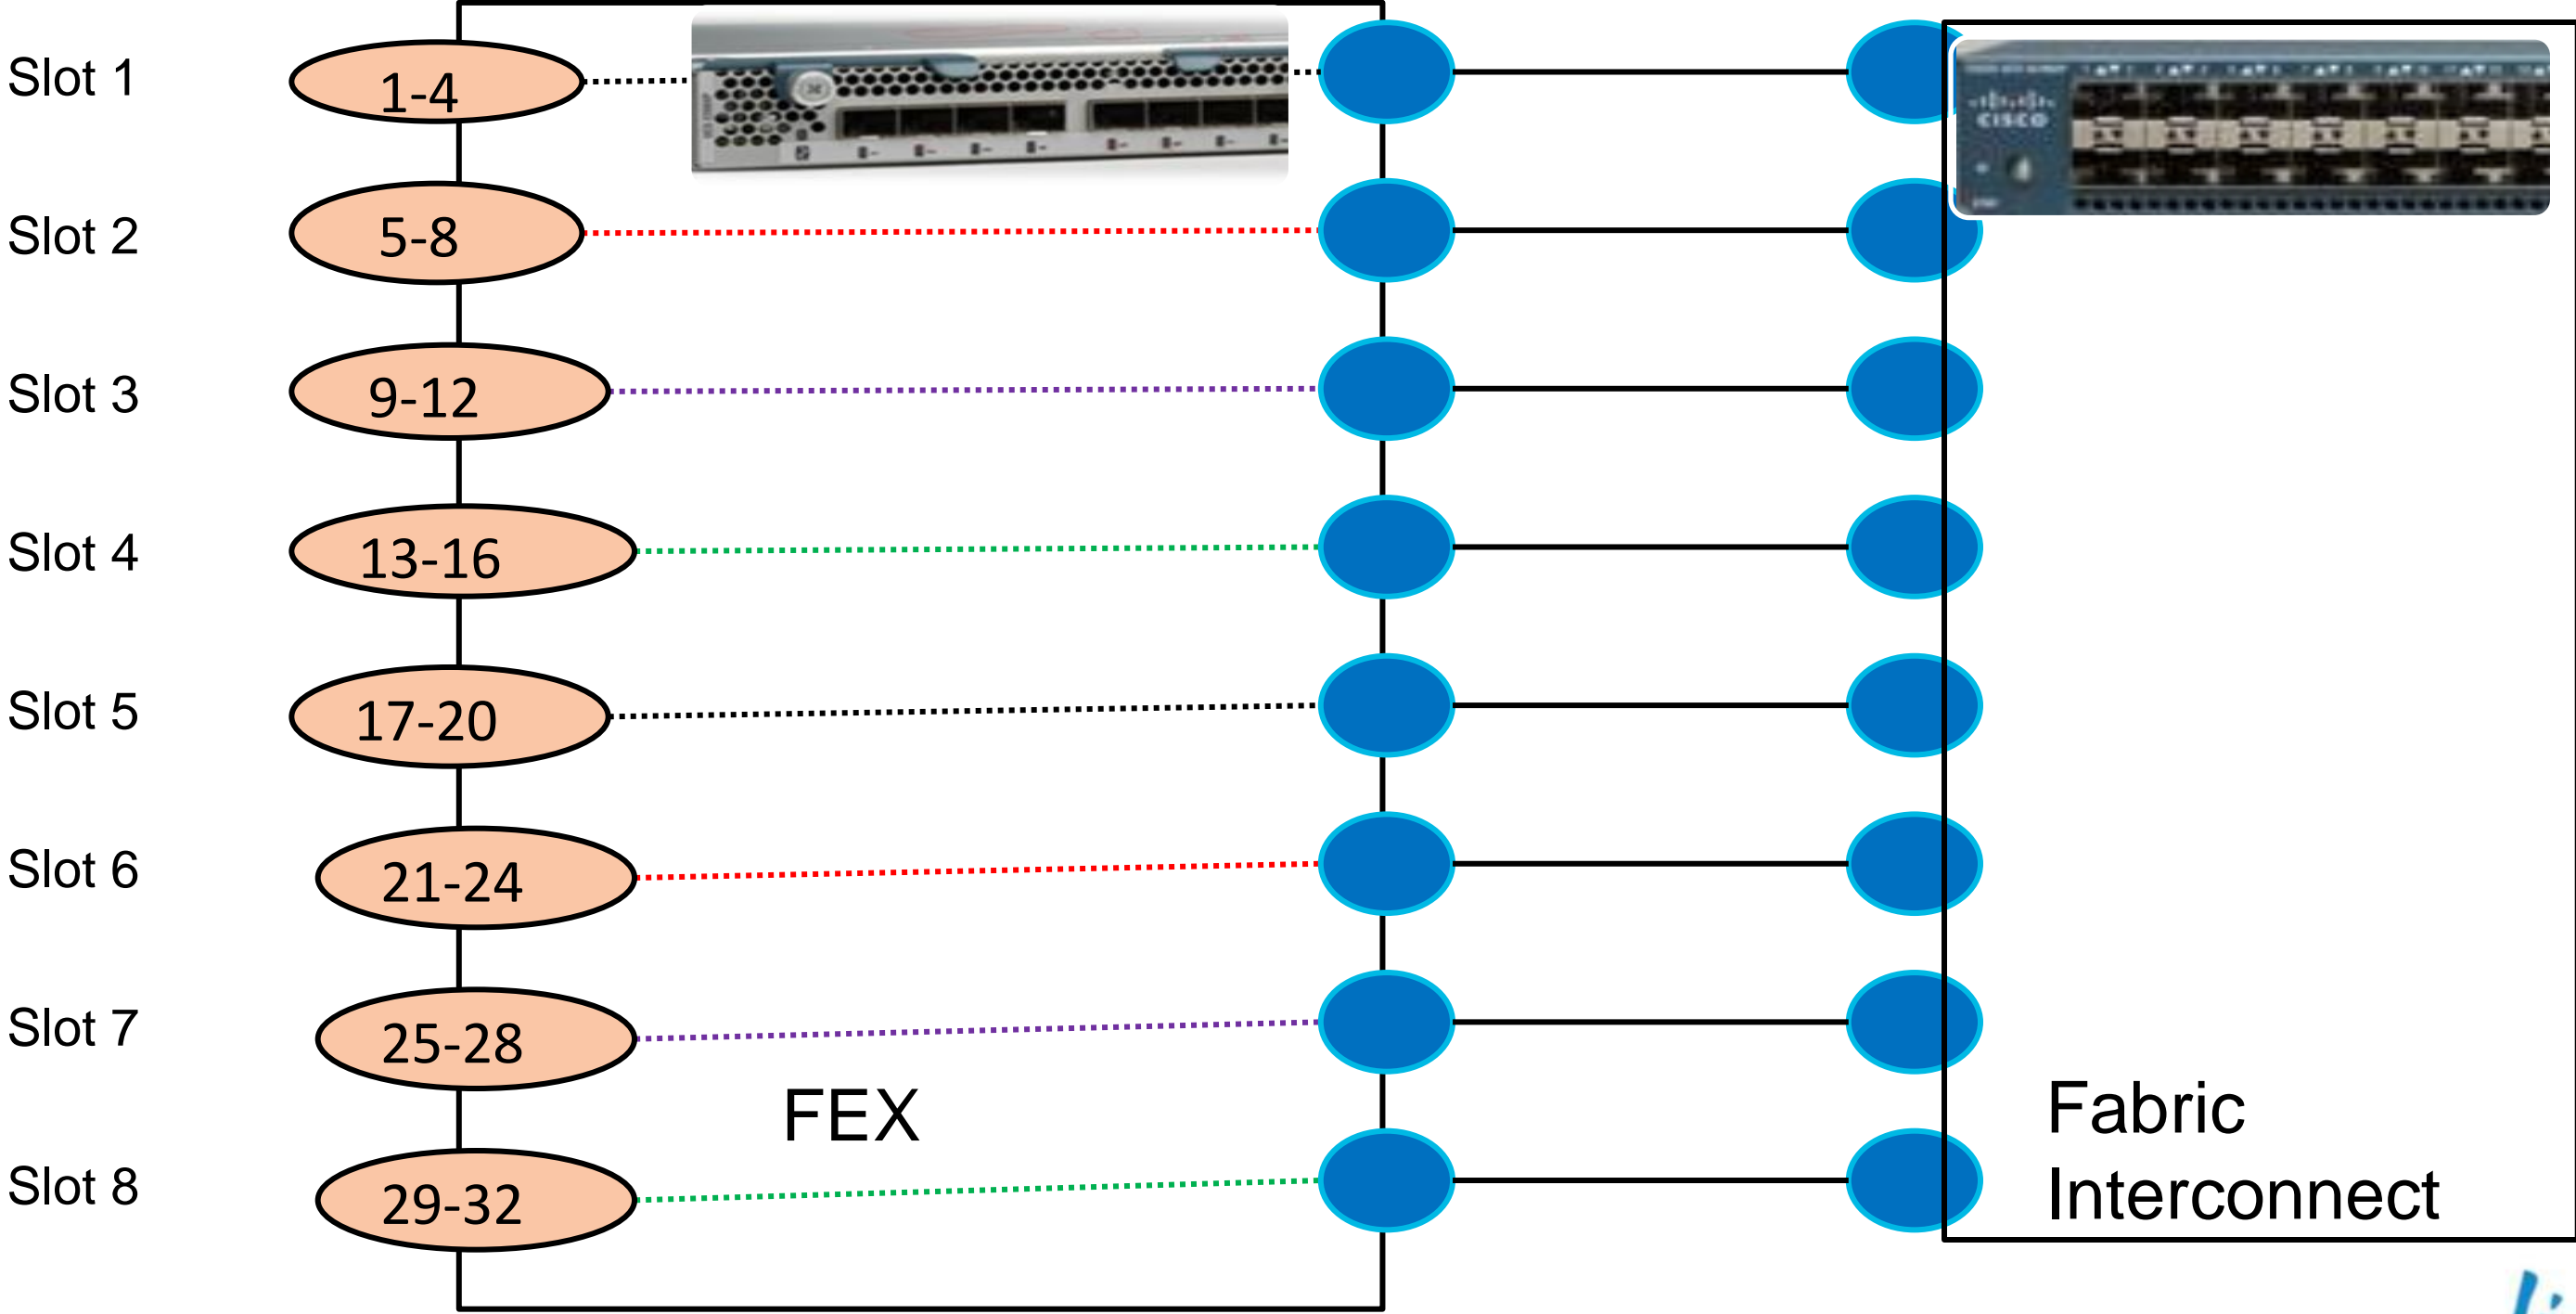 Slot 1
1-4
CISCO
Slot 2
5-8
Slot 3
9-12
Slot 4
13-16
Slot 5
17-20
Slot 6
21-24
Slot 7
25-28
FEX
Fabric
Interconnect
Slot 8
29-32